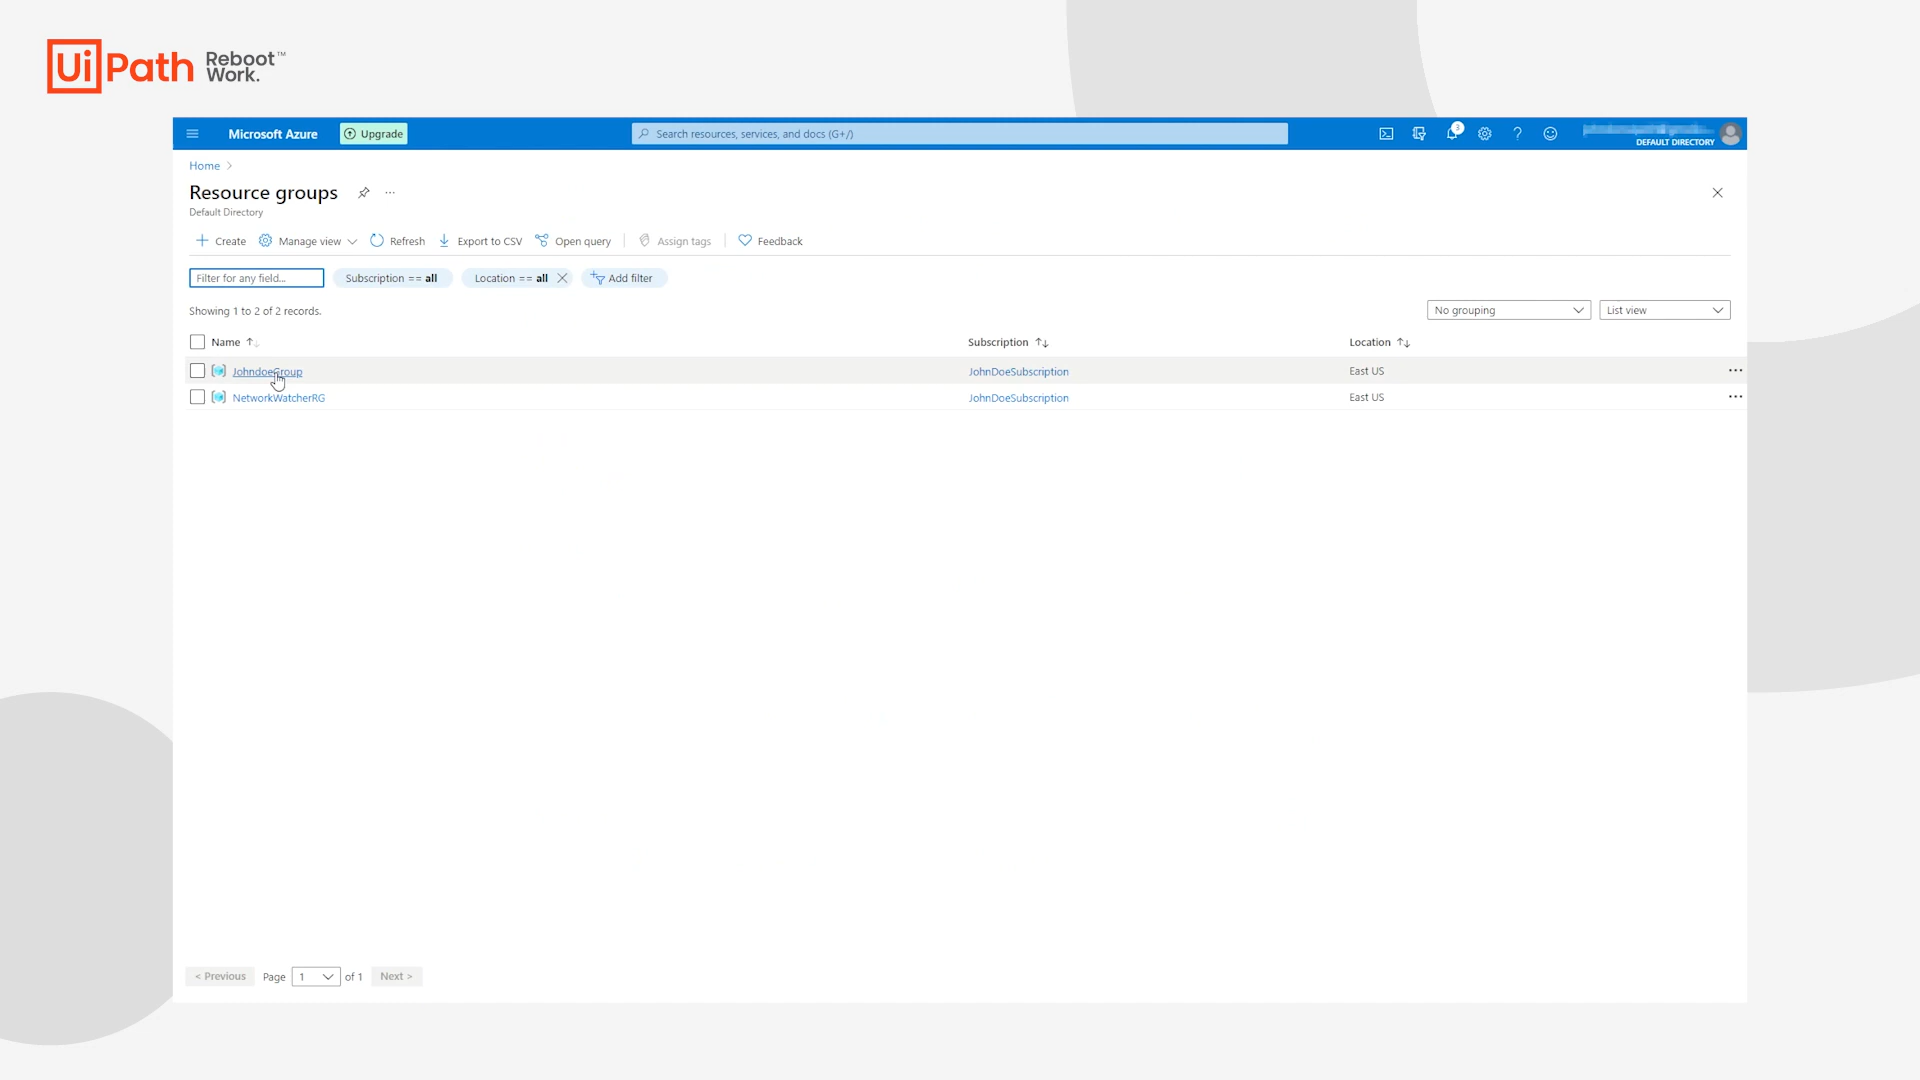 UiPath Reboot Work.™
Microsoft Azure Upgrade Search resources, services, and docs (G+/) 3
DEFAULT DIRECTORY
Home >
Resource groups ...
Default Directory
+ Create Manage view Refresh Export to CSV Open query Assign tags Feedback
Filter for any field... Subscription == all Location == all Add filter
Showing 1 to 2 of 2 records. No grouping List view
Name Subscription Location
JohndoeGroup JohnDoeSubscription East US ...
NetworkWatcherRG JohnDoeSubscription East US ...
< Previous Page 1 of 1 Next >